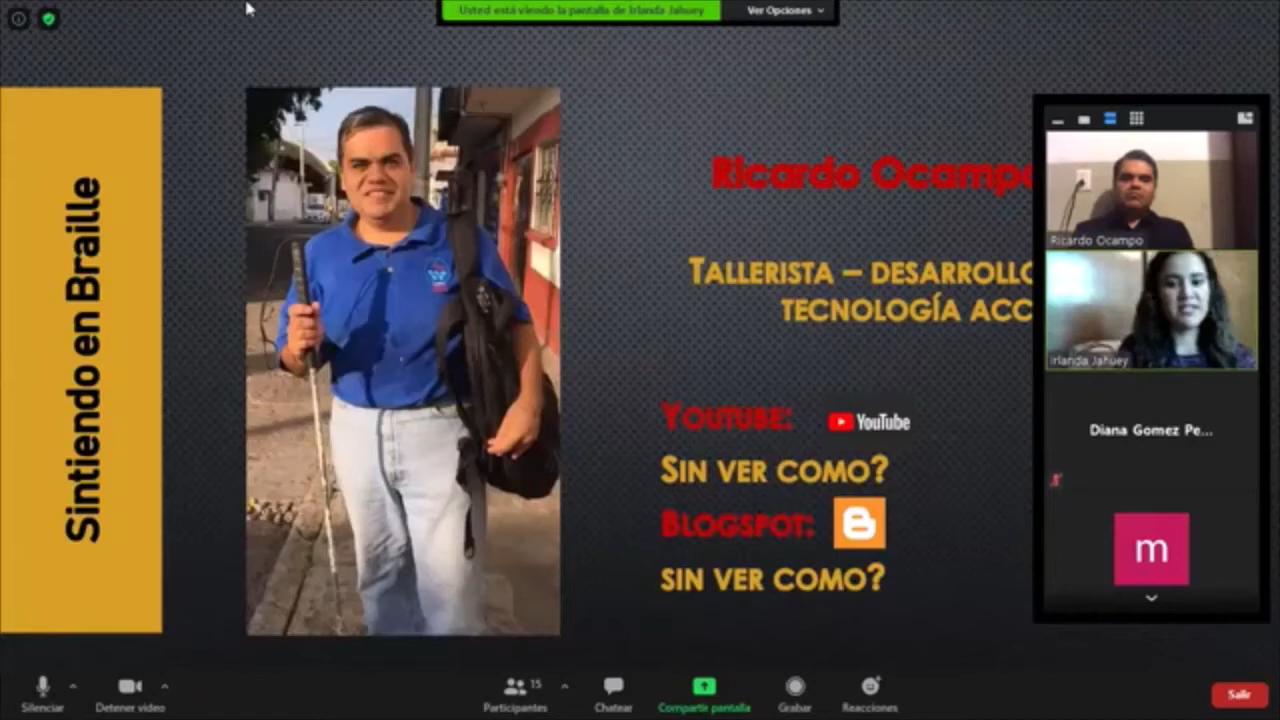 Usted está viendo la pantalla de Irlanda Jahuey
Ver Opciones
Sintiendo en Braille
Ricardo Ocampo
TALLERISTA – DESARROLLO
TECNOLOGÍA ACC
YOUTUBE:
YouTube
SIN VER COMO?
BLOGSPOT:
SIN VER COMO?
Ricardo Ocampo
Irlanda Jahuey
Diana Gomez Pe...
m
Silenciar
Detener video
15
Participantes
Chatear
Compartir pantalla
Grabar
Reacciones
Salir